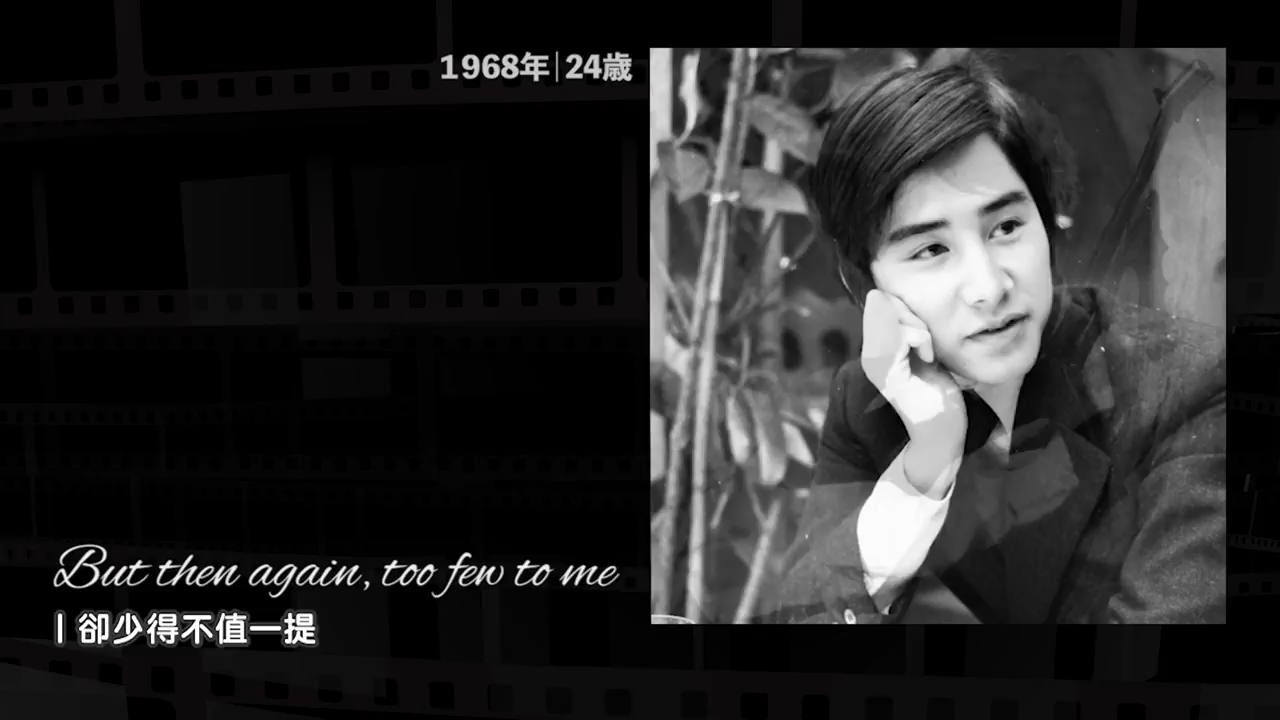 1968年|24歳
But then again, too few to me
| 卻少得不值一提